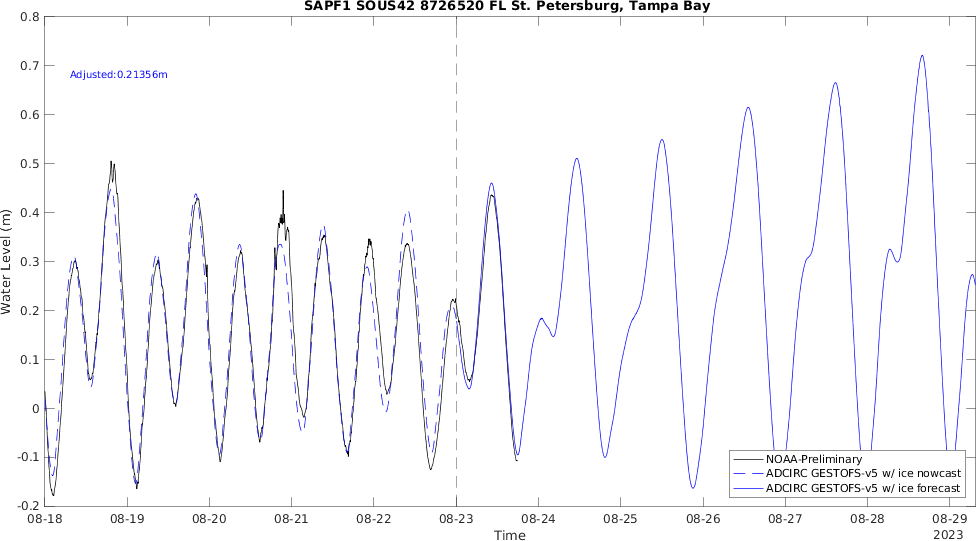 SAPF1 SOUS42 8726520 FL St. Petersburg, Tampa Bay
0.8
0.7
Adjusted:0.21356m
0.6
0.5
0.4
0.3
0.2
0.1
0
-0.1
-0.2
Water Level (m)
NOAA-Preliminary
ADCIRC GESTOFS-v5 w/ ice nowcast
ADCIRC GESTOFS-v5 w/ ice forecast
08-18 08-19 08-20 08-21 08-22 08-23 08-24 08-25 08-26 08-27 08-28 08-29
Time 2023